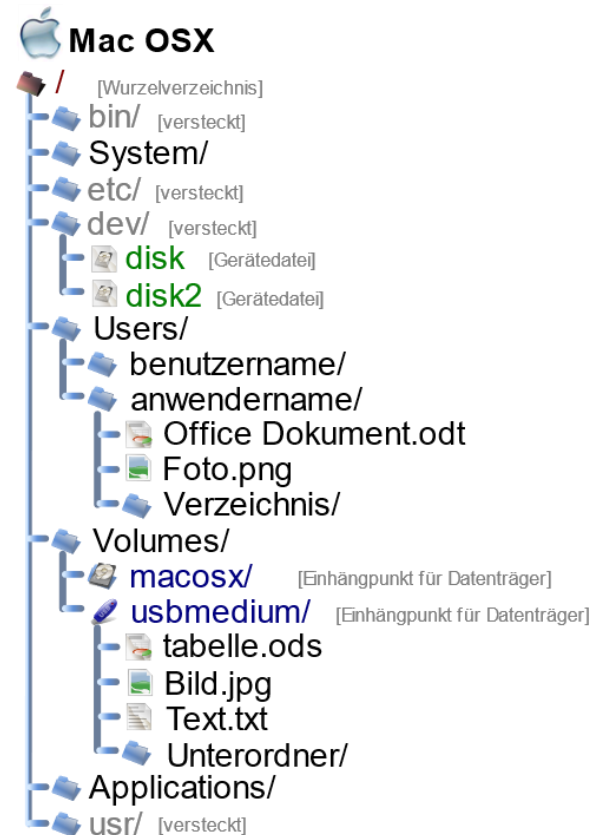 Mac OSX
/ [Wurzelverzeichnis]
bin/ [versteckt]
System/
etc/ [versteckt]
dev/ [versteckt]
disk [Gerätedatei]
disk2 [Gerätedatei]
Users/
benutzername/
anwendername/
Office Dokument.odt
Foto.png
Verzeichnis/
Volumes/
macosx/ [Einhängpunkt für Datenträger]
usbmedium/ [Einhängpunkt für Datenträger]
tabelle.ods
Bild.jpg
Text.txt
Unterordner/
Applications/
usr/ [versteckt]